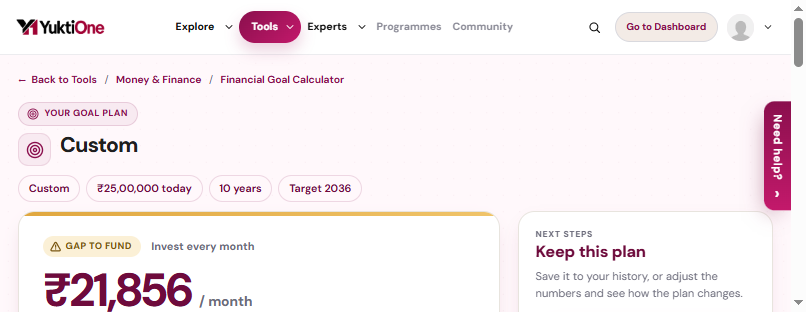 YuktiOne
Explore Tools Experts Programmes Community Go to Dashboard
← Back to Tools / Money & Finance / Financial Goal Calculator
YOUR GOAL PLAN
Custom
Custom ₹25,00,000 today 10 years Target 2036
GAP TO FUND Invest every month
₹21,856 / month
NEXT STEPS
Keep this plan
Save it to your history, or adjust the
numbers and see how the plan changes.
Need help? ›